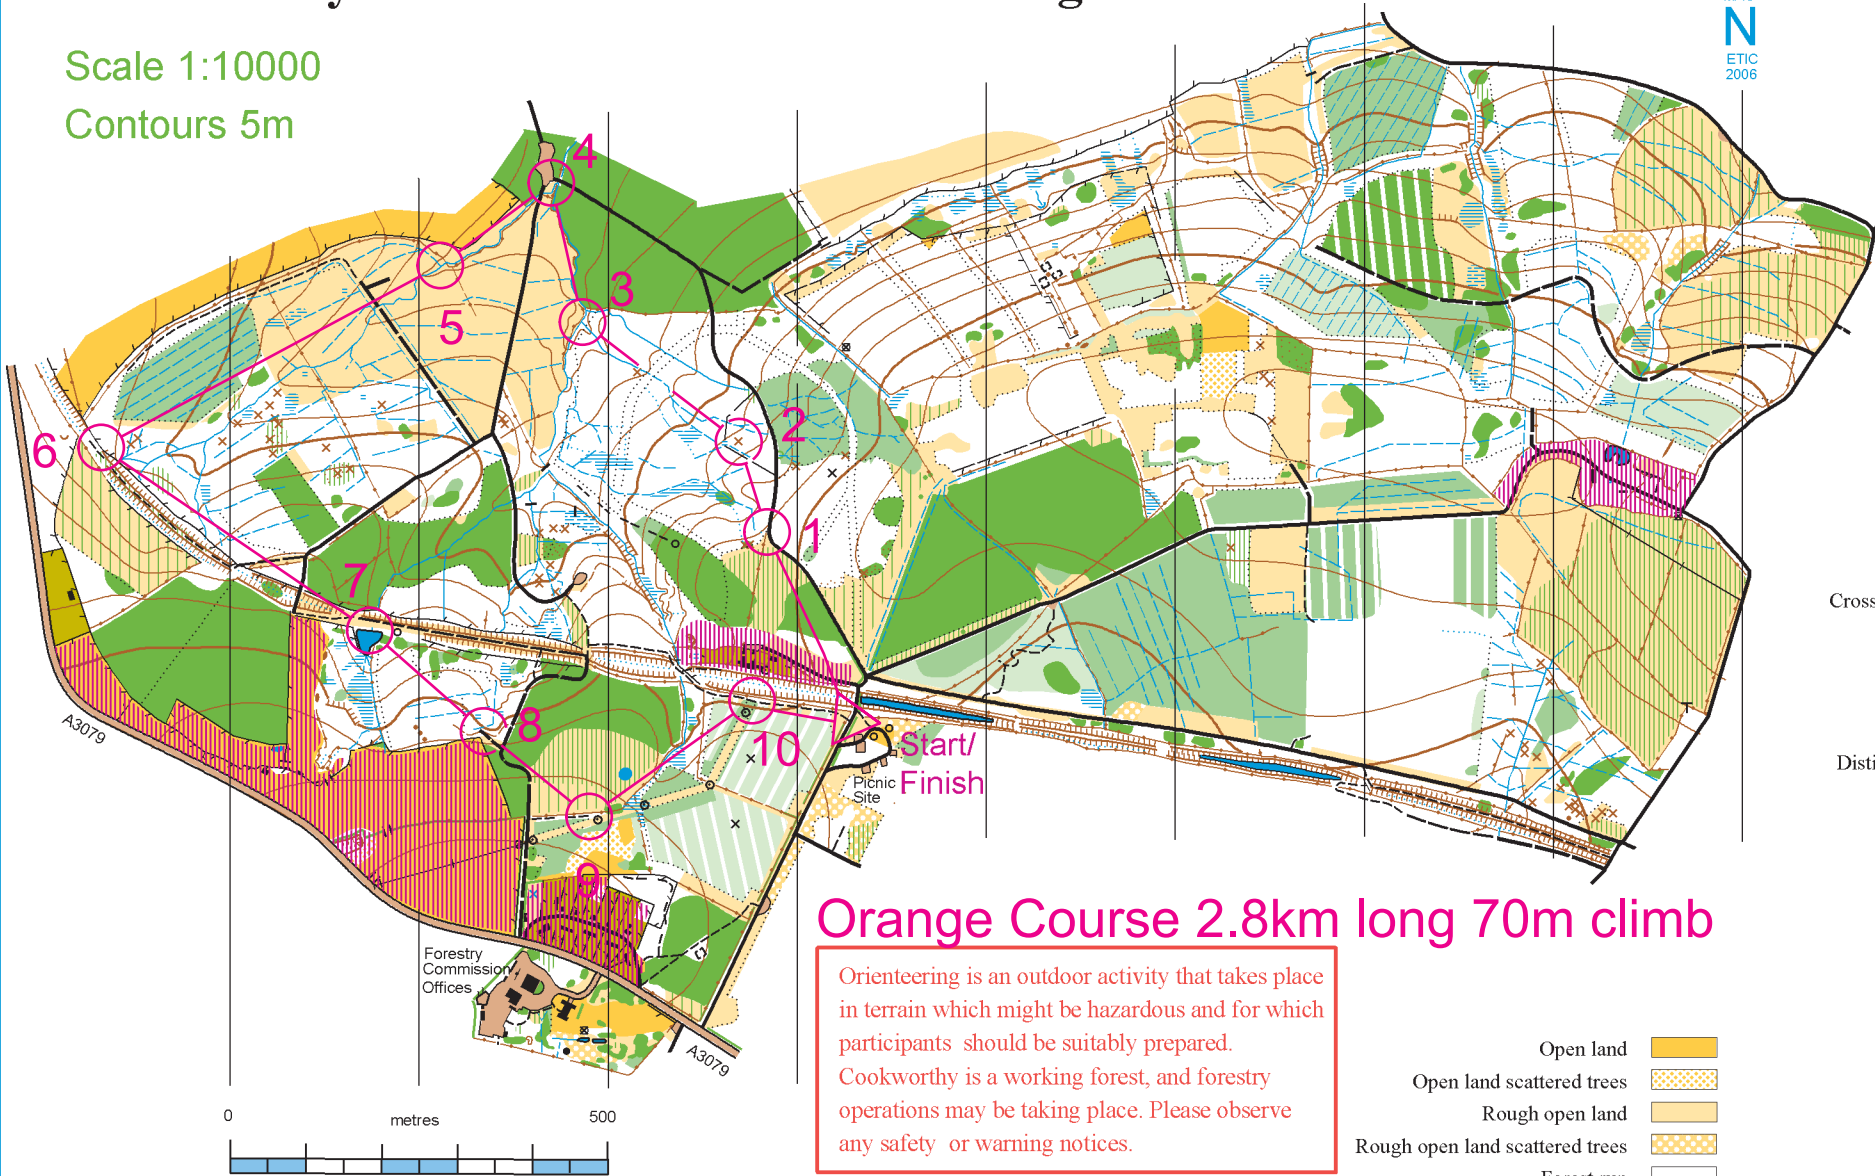 Scale 1:10000
Contours 5m
N
ETIC
2006
4
3
5
2
6
1
7
8
10
9
Start/
Finish
Picnic
Site
A3079
Forestry
Commission
Offices
A3079
Cross
Disti
Orange Course 2.8km long 70m climb
Orienteering is an outdoor activity that takes place
in terrain which might be hazardous and for which
participants should be suitably prepared.
Cookworthy is a working forest, and forestry
operations may be taking place. Please observe
any safety or warning notices.
Open land
Open land scattered trees
Rough open land
Rough open land scattered trees
0 metres 500